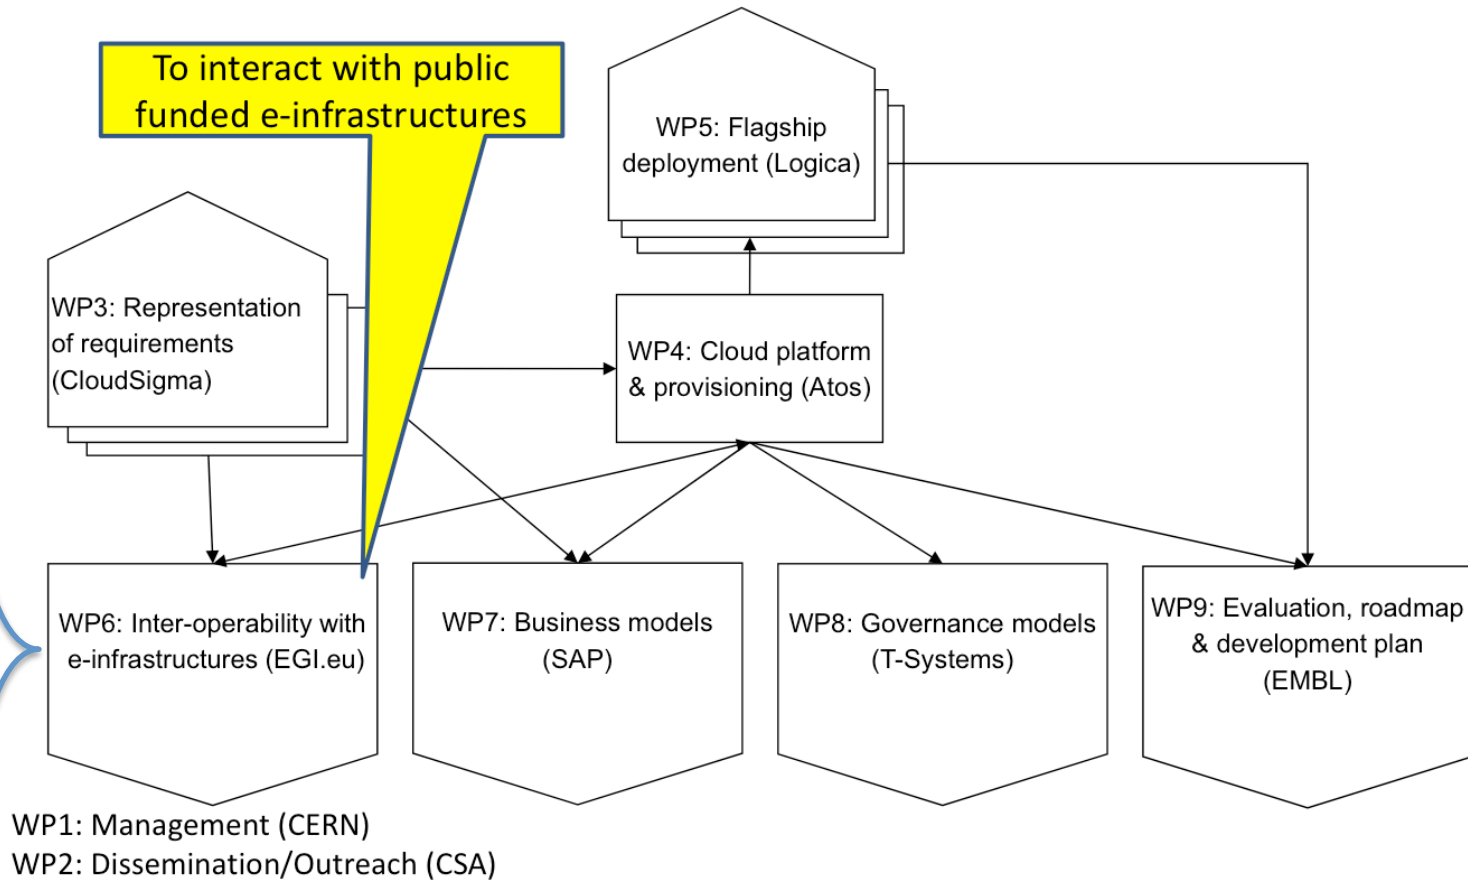 To interact with public
funded e-infrastructures
WP5: Flagship
deployment (Logica)
WP3: Representation
of requirements
(CloudSigma)
WP4: Cloud platform
& provisioning (Atos)
WP6: Inter-operability with
e-infrastructures (EGI.eu)
WP7: Business models
(SAP)
WP8: Governance models
(T-Systems)
WP9: Evaluation, roadmap
& development plan
(EMBL)
WP1: Management (CERN)
WP2: Dissemination/Outreach (CSA)